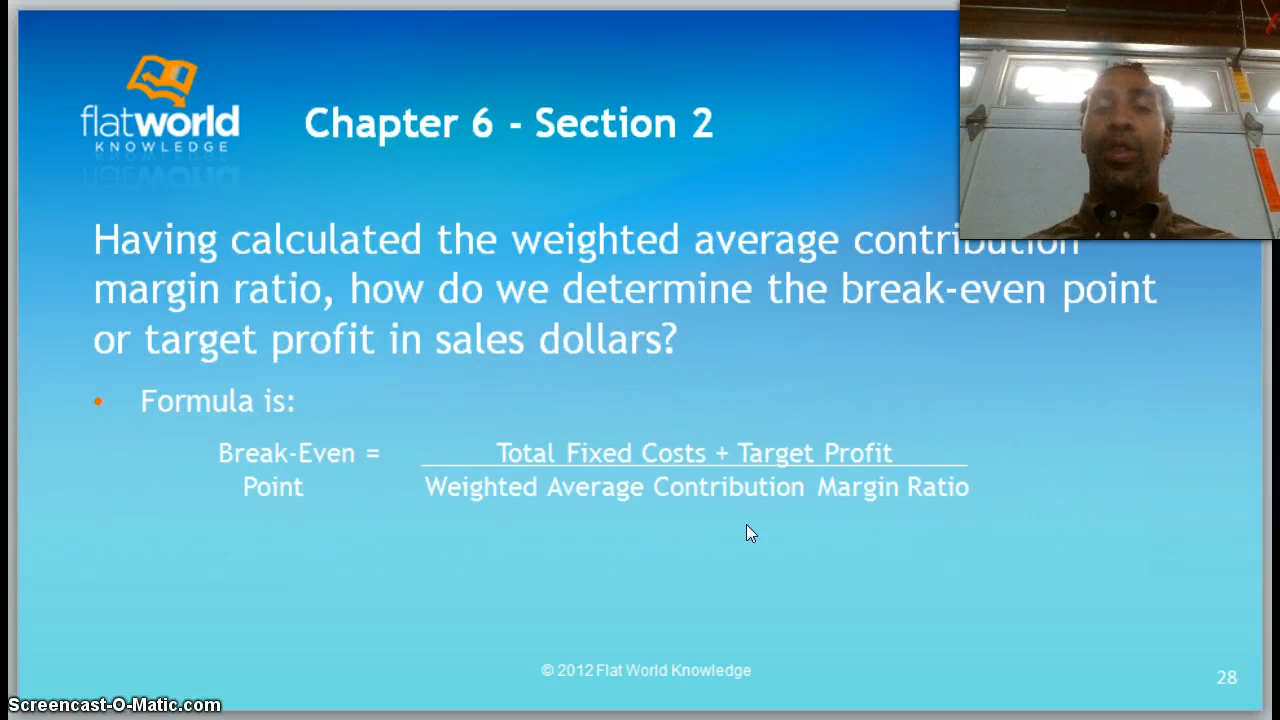 flatworld
KNOWLEDGE
Chapter 6 - Section 2
Having calculated the weighted average contribution
margin ratio, how do we determine the break-even point
or target profit in sales dollars?
• Formula is:
Break-Even = Total Fixed Costs + Target Profit
Point Weighted Average Contribution Margin Ratio
© 2012 Flat World Knowledge
28
Screencast-O-Matic.com